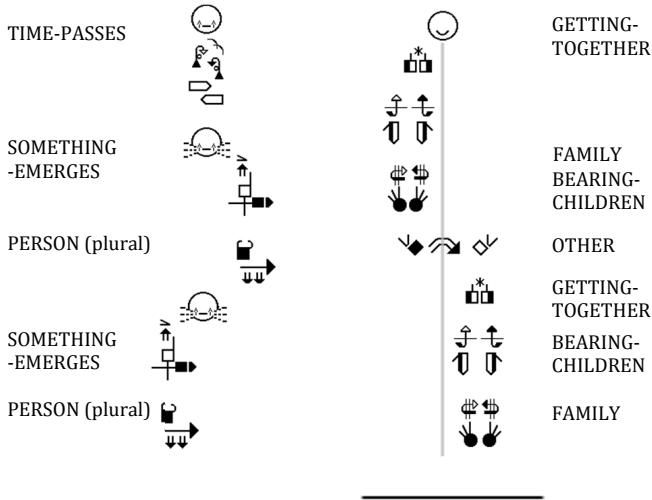 TIME-PASSES
SOMETHING
-EMERGES
PERSON (plural)
SOMETHING
-EMERGES
PERSON (plural)
GETTING-
TOGETHER
FAMILY
BEARING-
CHILDREN
OTHER
GETTING-
TOGETHER
BEARING-
CHILDREN
FAMILY